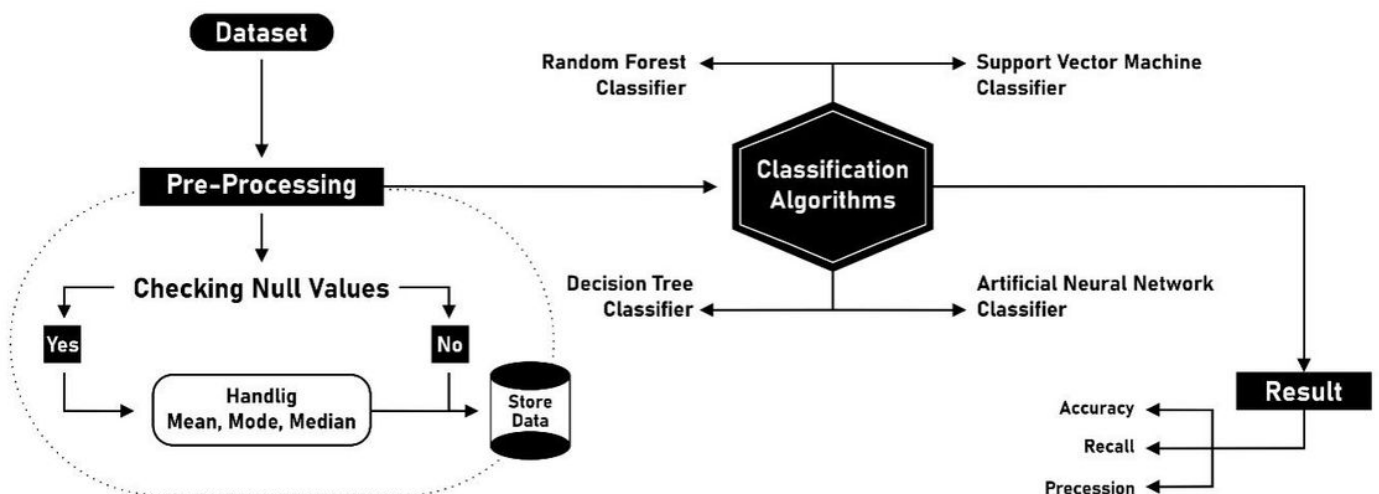 Dataset
Random Forest
Classifier
Support Vector Machine
Classifier
Classification
Algorithms
Pre-Processing
Checking Null Values
Decision Tree
Classifier
Artificial Neural Network
Classifier
Yes
No
Handlig
Mean, Mode, Median
Store
Data
Result
Accuracy
Recall
Precession